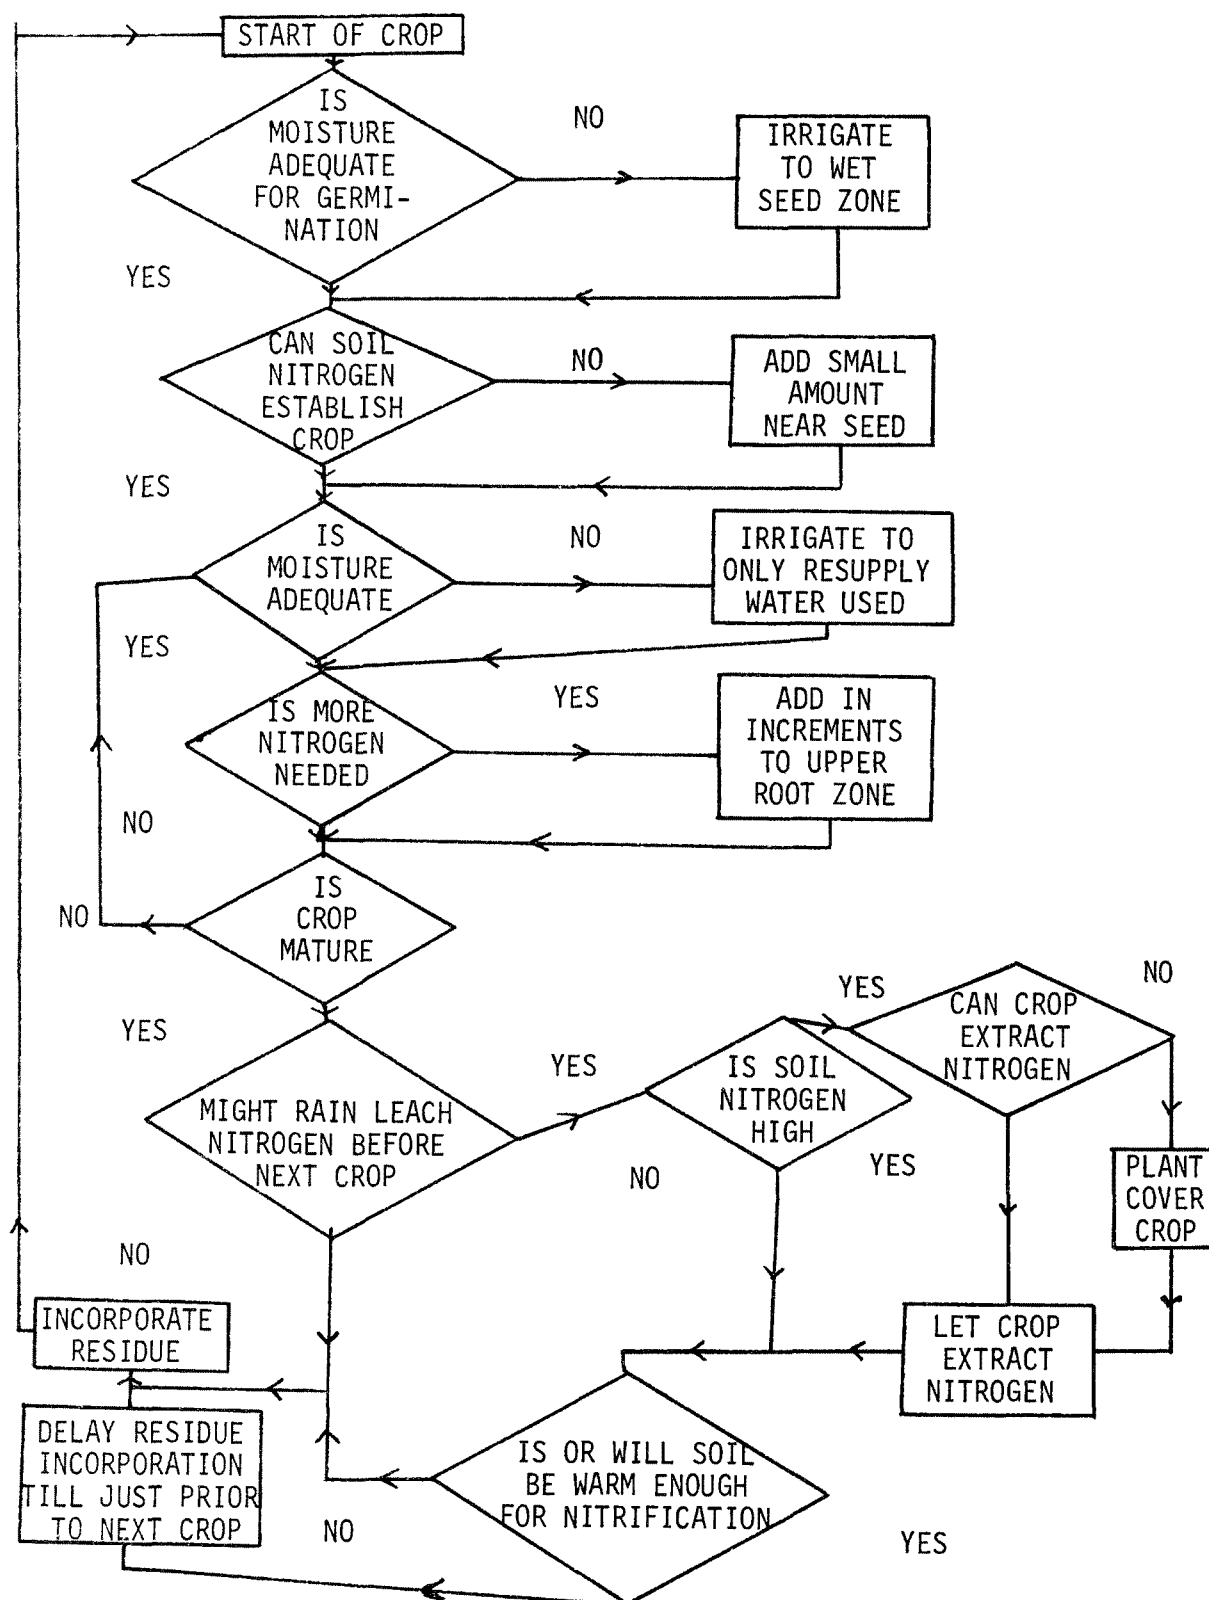 START OF CROP
IS
MOISTURE
ADEQUATE
FOR GERMI-
NATION
NO
IRRIGATE
TO WET
SEED ZONE
YES
CAN SOIL
NITROGEN
ESTABLISH
CROP
NO
ADD SMALL
AMOUNT
NEAR SEED
YES
IS
MOISTURE
ADEQUATE
NO
IRRIGATE TO
ONLY RESUPPLY
WATER USED
YES
IS MORE
NITROGEN
NEEDED
YES
ADD IN
INCREMENTS
TO UPPER
ROOT ZONE
NO
IS
CROP
MATURE
NO
YES
MIGHT RAIN LEACH
NITROGEN BEFORE
NEXT CROP
YES
IS SOIL
NITROGEN
HIGH
YES
CAN CROP
EXTRACT
NITROGEN
NO
PLANT
COVER
CROP
YES
NO
LET CROP
EXTRACT
NITROGEN
NO
INCORPORATE
RESIDUE
DELAY RESIDUE
INCORPORATION
TILL JUST PRIOR
TO NEXT CROP
NO
IS OR WILL SOIL
BE WARM ENOUGH
FOR NITRIFICATION
YES